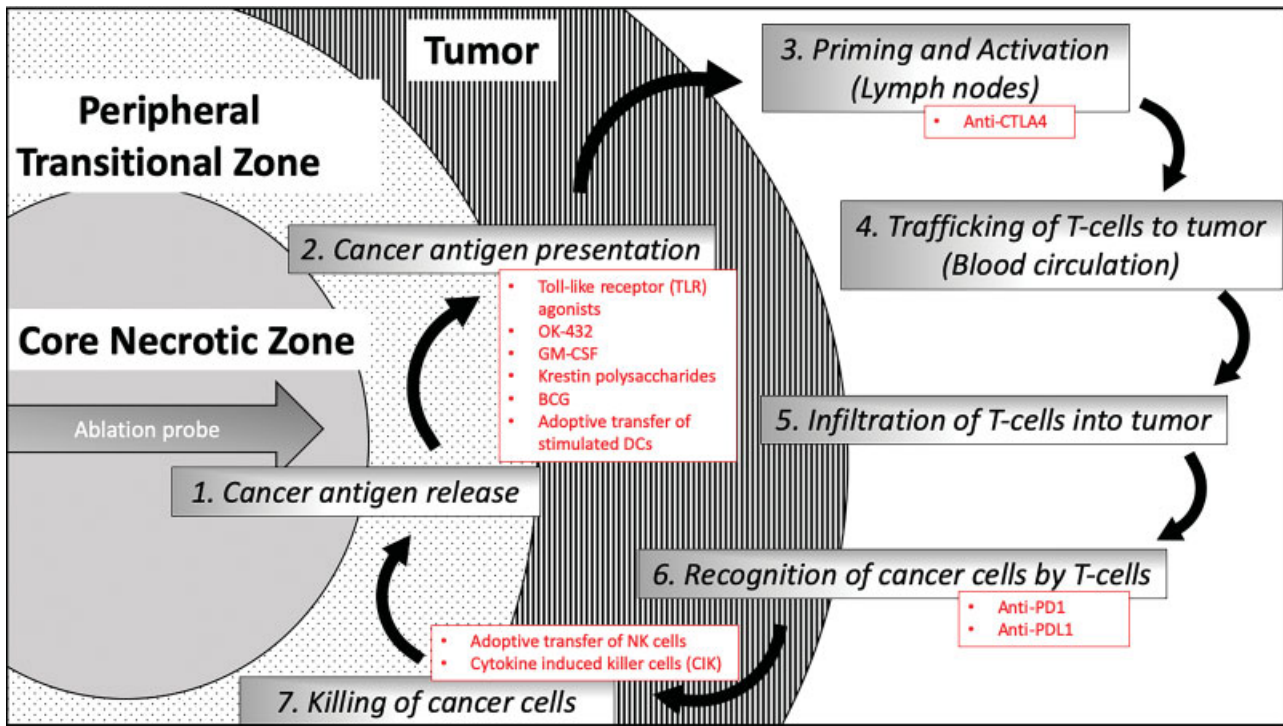 Tumor
Peripheral
Transitional Zone
Core Necrotic Zone
Ablation probe
1. Cancer antigen release
2. Cancer antigen presentation
• Toll-like receptor (TLR)
agonists
• OK-432
• GM-CSF
• Krestin polysaccharides
• BCG
• Adoptive transfer of
stimulated DCs
3. Priming and Activation
(Lymph nodes)
• Anti-CTLA4
4. Trafficking of T-cells to tumor
(Blood circulation)
5. Infiltration of T-cells into tumor
6. Recognition of cancer cells by T-cells
• Anti-PD1
• Anti-PDL1
• Adoptive transfer of NK cells
• Cytokine induced killer cells (CIK)
7. Killing of cancer cells